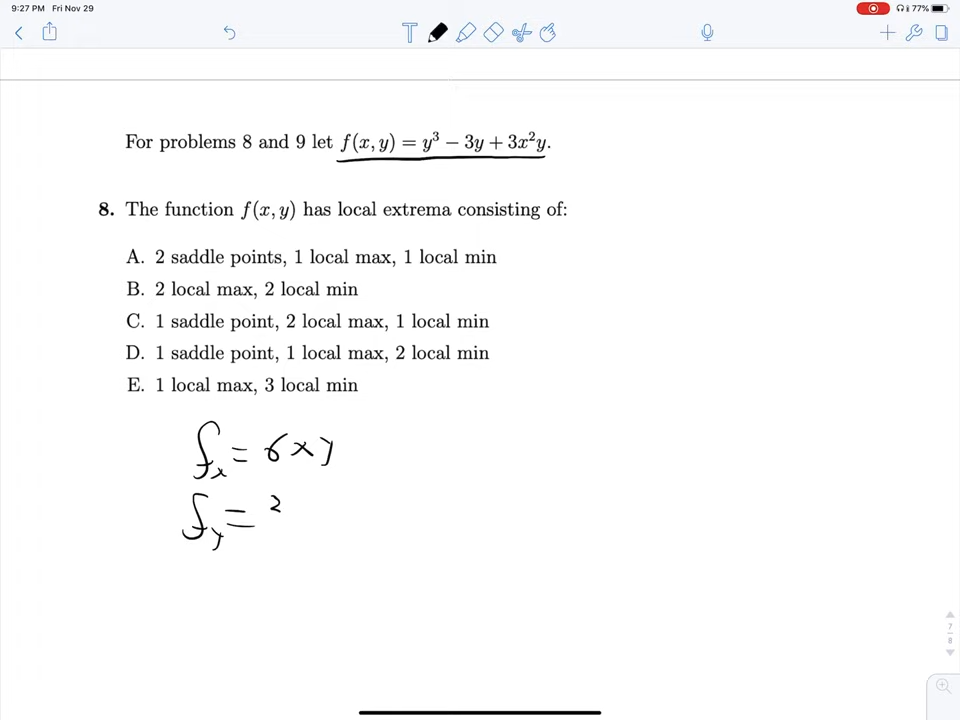 9:27 PM Fri Nov 29
77%
For problems 8 and 9 let f(x, y) = y³ − 3y + 3x²y.
8. The function f(x, y) has local extrema consisting of:
A. 2 saddle points, 1 local max, 1 local min
B. 2 local max, 2 local min
C. 1 saddle point, 2 local max, 1 local min
D. 1 saddle point, 1 local max, 2 local min
E. 1 local max, 3 local min
fₓ = 6xy
f_y = 3
7
8